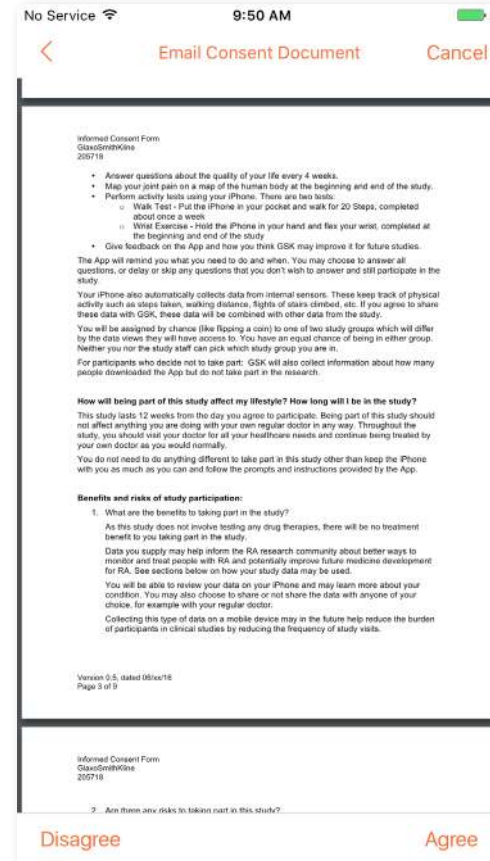 No Service
9:50 AM
Email Consent Document
Cancel
Informed Consent Form
GlaxoSmithKline
205718
• Answer questions about the quality of your life every 4 weeks.
• Map your joint pain on a map of the human body at the beginning and end of the study.
• Perform activity tests using your iPhone. There are two tests:
○ Walk Test - Put the iPhone in your pocket and walk for 20 Steps, completed
about once a week
○ Wrist Exercise - Hold the iPhone in your hand and flex your wrist, completed at
the beginning and end of the study
• Give feedback on the App and how you think GSK may improve it for future studies.
The App will remind you what you need to do and when. You may choose to answer all
questions, or delay or skip any questions that you don't wish to answer and still participate in the
study.
Your iPhone also automatically collects data from internal sensors. These keep track of physical
activity such as steps taken, walking distance, flights of stairs climbed, etc. If you agree to share
these data with GSK, these data will be combined with other data from the study.
You will be assigned by chance (like flipping a coin) to one of two study groups which will differ
by the data views they will have access to. You have an equal chance of being in either group.
Neither you nor the study staff can pick which study group you are in.
For participants who decide not to take part: GSK will also collect information about how many
people downloaded the App but do not take part in the research.
How will being part of this study affect my lifestyle? How long will I be in the study?
This study lasts 12 weeks from the day you agree to participate. Being part of this study should
not affect anything you are doing with your own regular doctor in any way. Throughout the
study, you should visit your doctor for all your healthcare needs and continue being treated by
your own doctor as you would normally.
You do not need to do anything different to take part in this study other than keep the iPhone
with you as much as you can and follow the prompts and instructions provided by the App.
Benefits and risks of study participation:
1. What are the benefits to taking part in the study?
As this study does not involve testing any drug therapies, there will be no treatment
benefit to you taking part in the study.
Data you supply may help inform the RA research community about better ways to
monitor and treat people with RA and potentially improve future medicine development
for RA. See sections below on how your study data may be used.
You will be able to review your data on your iPhone and may learn more about your
condition. You may also choose to share or not share the data with anyone of your
choice, for example with your regular doctor.
Collecting this type of data on a mobile device may in the future help reduce the burden
of participants in clinical studies by reducing the frequency of study visits.
Version 0.5, dated 06/xx/16
Page 3 of 9
Informed Consent Form
GlaxoSmithKline
205718
2. Are there any risks to taking part in this study?
Disagree
Agree